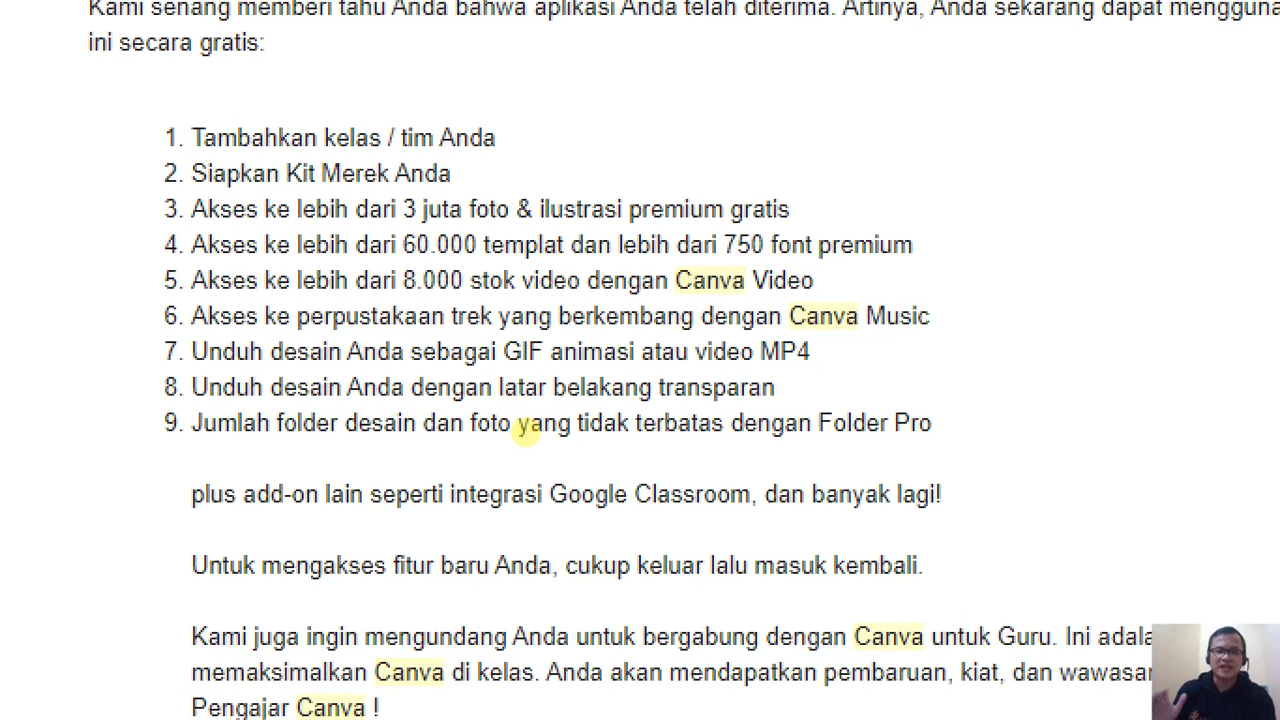 Kami senang memberi tahu Anda bahwa aplikasi Anda telah diterima. Artinya, Anda sekarang dapat
ini secara gratis:
1. Tambahkan kelas / tim Anda
2. Siapkan Kit Merek Anda
3. Akses ke lebih dari 3 juta foto & ilustrasi premium gratis
4. Akses ke lebih dari 60.000 templat dan lebih dari 750 font premium
5. Akses ke lebih dari 8.000 stok video dengan Canva Video
6. Akses ke perpustakaan trek yang berkembang dengan Canva Music
7. Unduh desain Anda sebagai GIF animasi atau video MP4
8. Unduh desain Anda dengan latar belakang transparan
9. Jumlah folder desain dan foto yang tidak terbatas dengan Folder Pro
plus add-on lain seperti integrasi Google Classroom, dan banyak lagi!
Untuk mengakses fitur baru Anda, cukup keluar lalu masuk kembali.
Kami juga ingin mengundang Anda untuk bergabung dengan Canva untuk Guru. Ini
memaksimalkan Canva di kelas. Anda akan mendapatkan pembaruan, kiat, dan
Pengajar Canva !